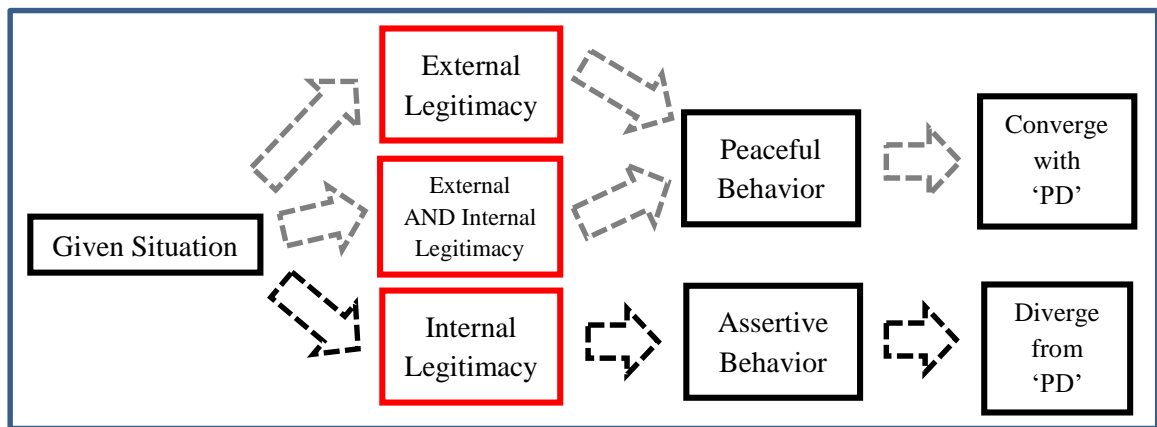 Given Situation
External
Legitimacy
External
AND Internal
Legitimacy
Internal
Legitimacy
Peaceful
Behavior
Assertive
Behavior
Converge
with
‘PD’
Diverge
from
‘PD’